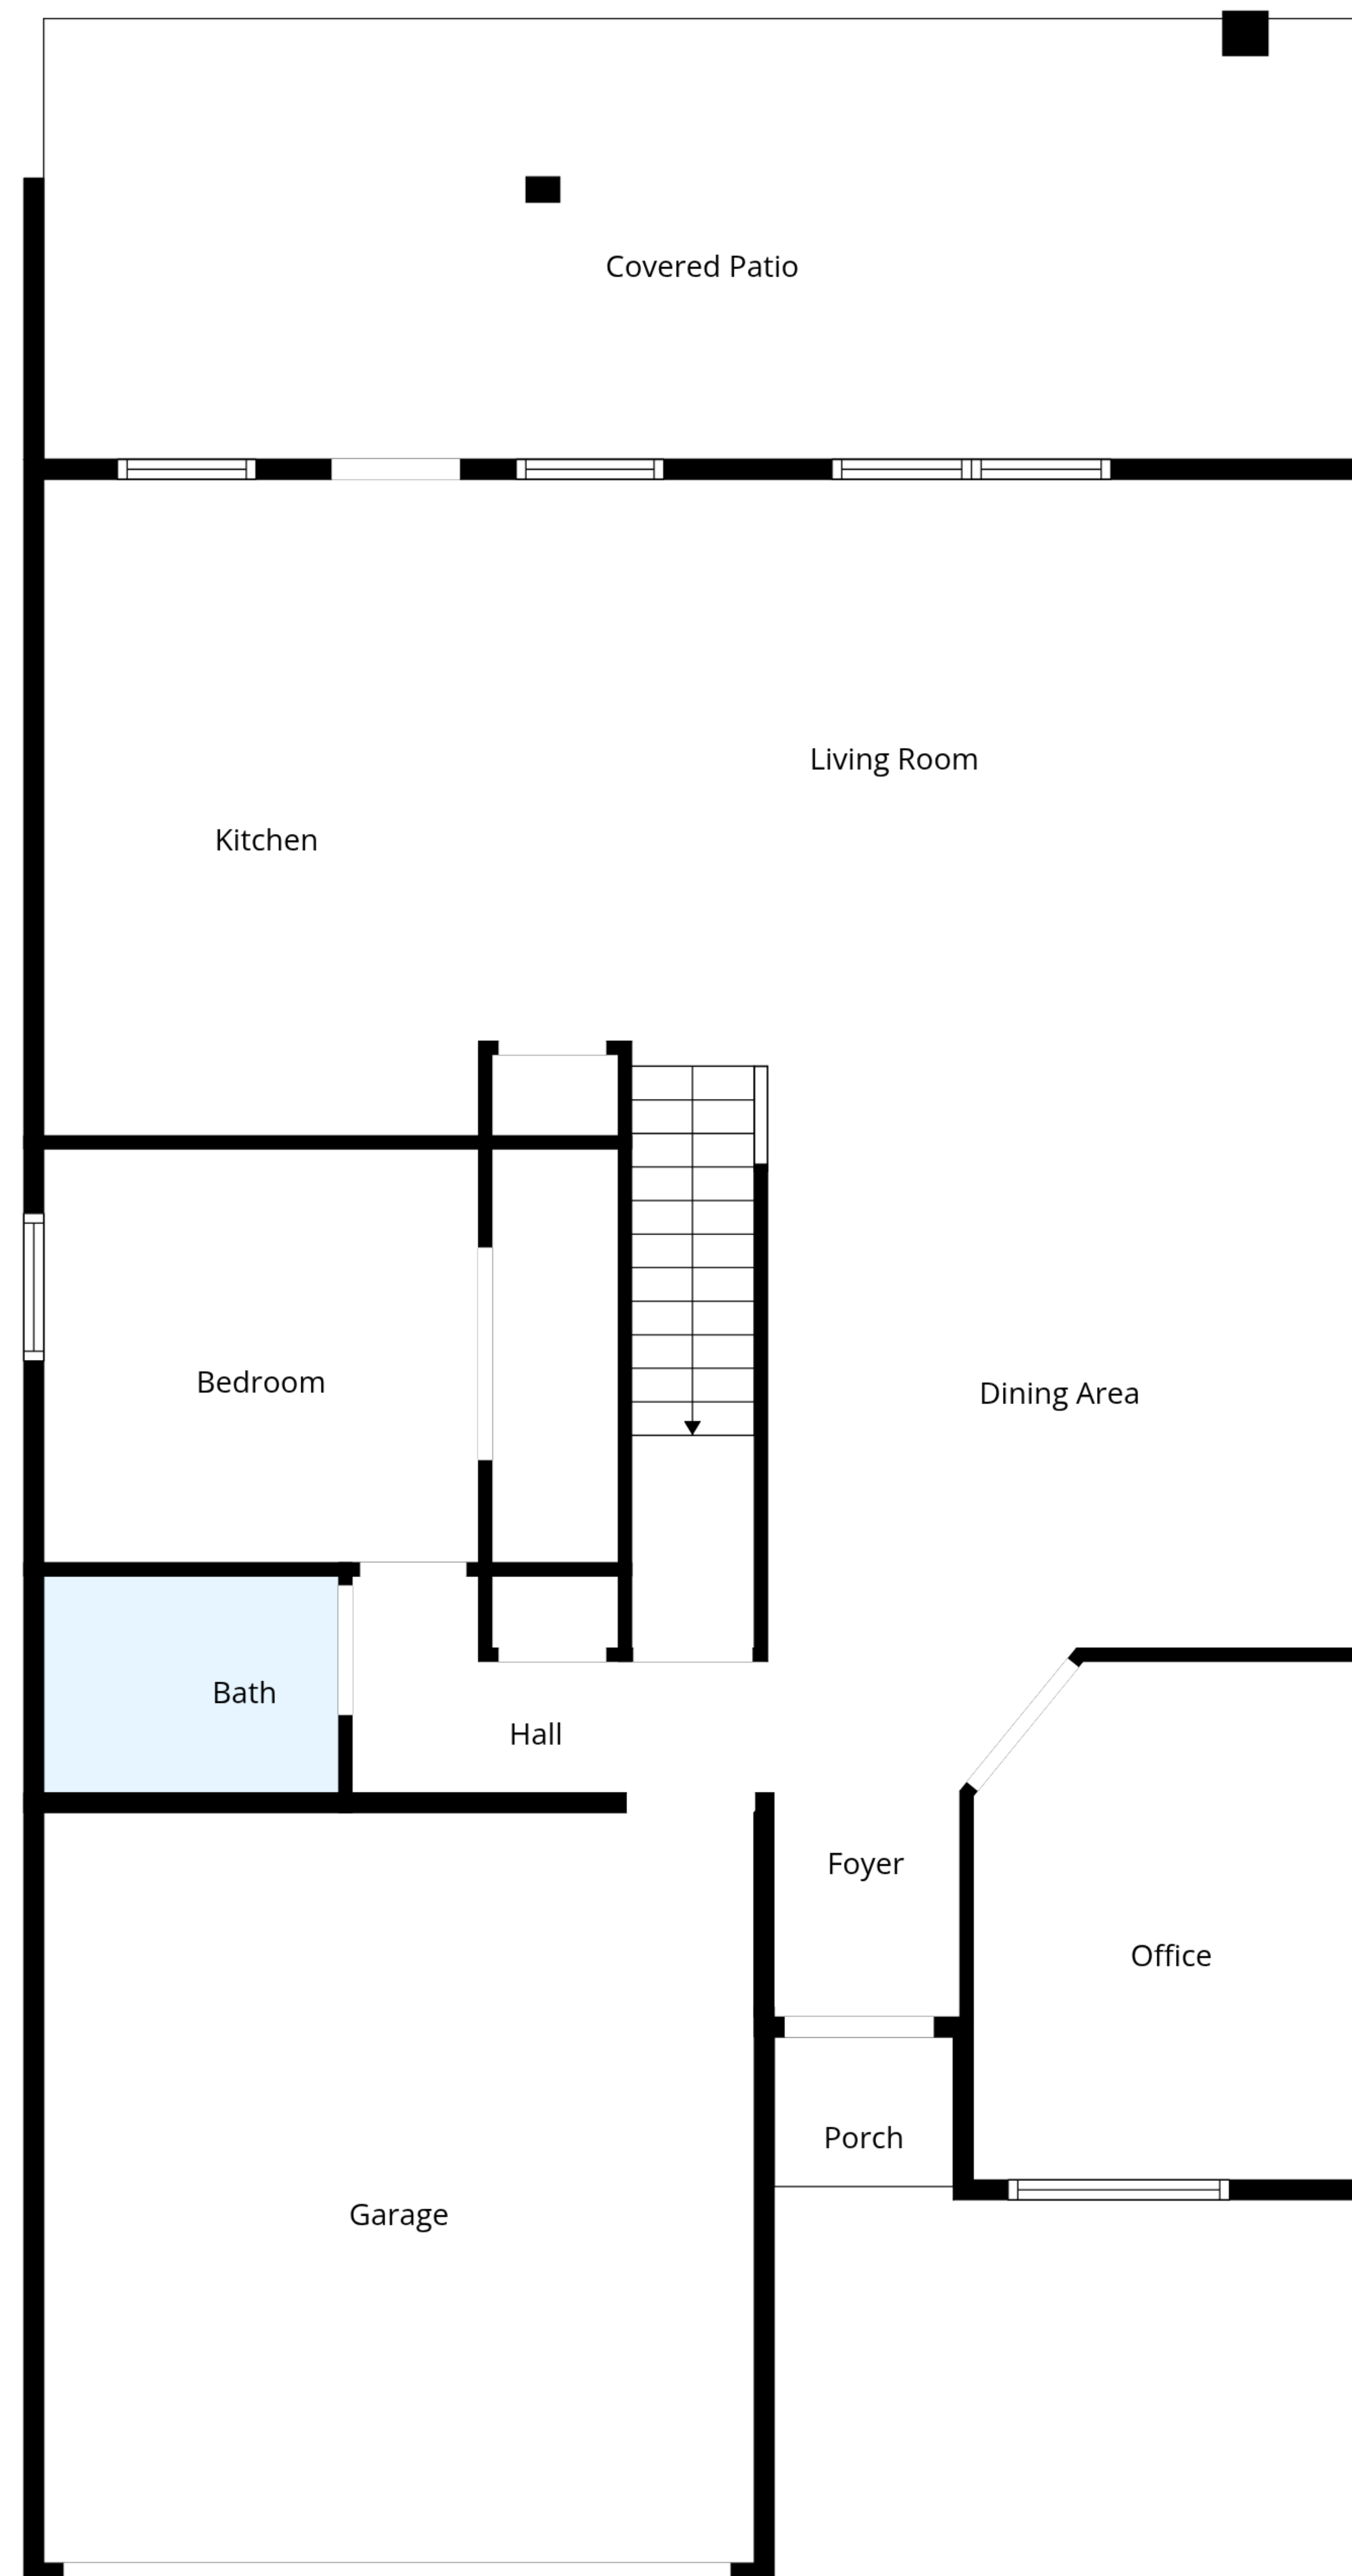 Covered Patio
Living Room
Kitchen
Bedroom
Dining Area
Bath
Hall
Foyer
Office
Porch
Garage